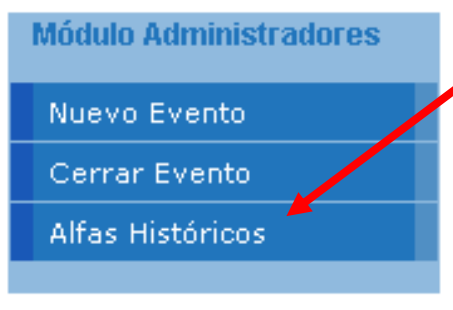 Módulo Administradores
Nuevo Evento
Cerrar Evento
Alfas Históricos